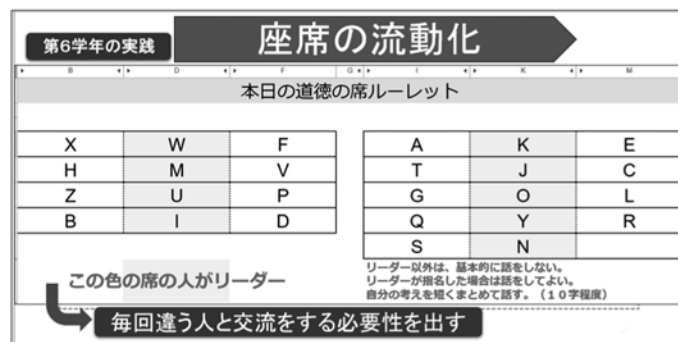 第6学年の実践
座席の流動化
B D F G I K M
本日の道徳の席ルーレット
X W F A K E
H M V T J C
Z U P G O L
B I D Q Y R
S N
この色の席の人がリーダー
リーダー以外は、基本的に話をしない。
リーダーが指名した場合は話をしてよい。
自分の考えを短くまとめて話す。（１０字程度）
毎回違う人と交流をする必要性を出す